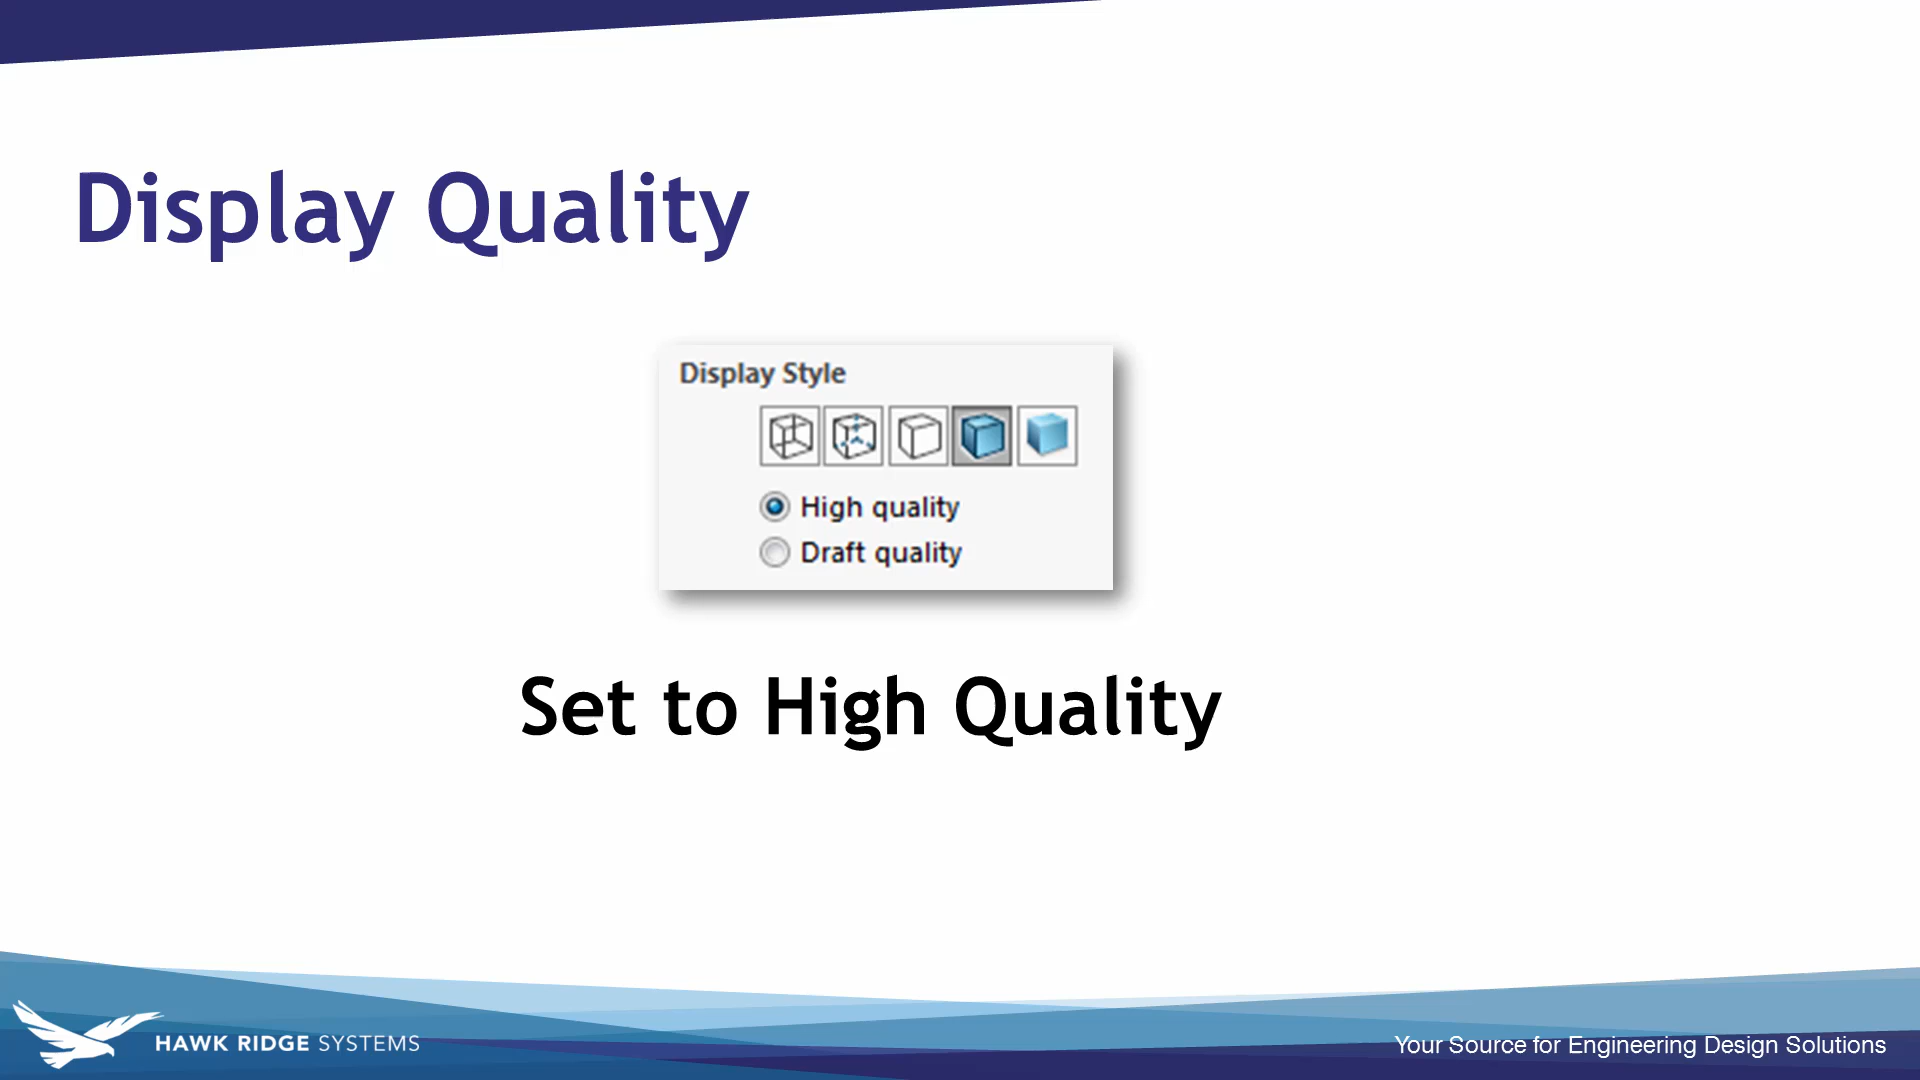 Display Quality
Display Style
High quality
Draft quality
Set to High Quality
HAWK RIDGE SYSTEMS
Your Source for Engineering Design Solutions